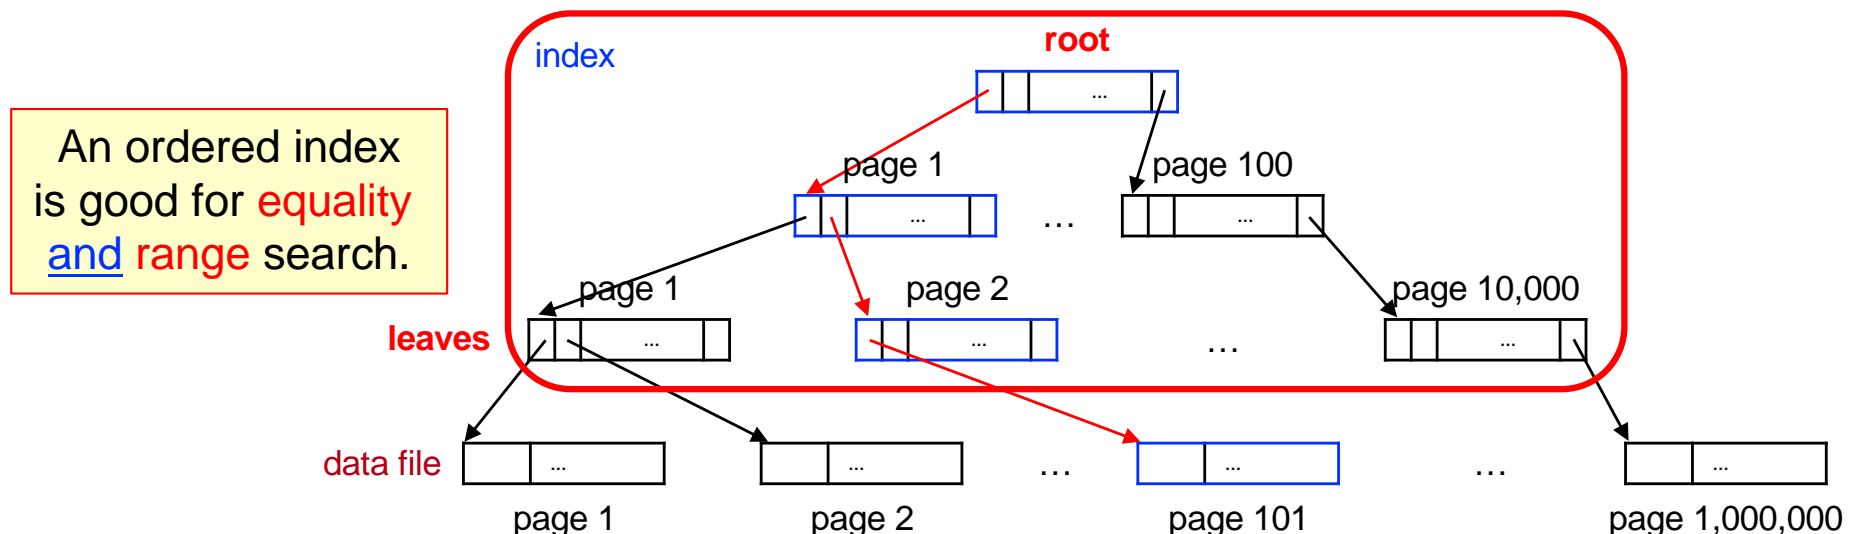 root
index
...
An ordered index
is good for equality
and range search.
page 1
page 100
...
...
...
page 1
page 2
page 10,000
leaves
...
...
...
...
data file
...
...
...
...
...
...
page 1
page 2
page 101
page 1,000,000